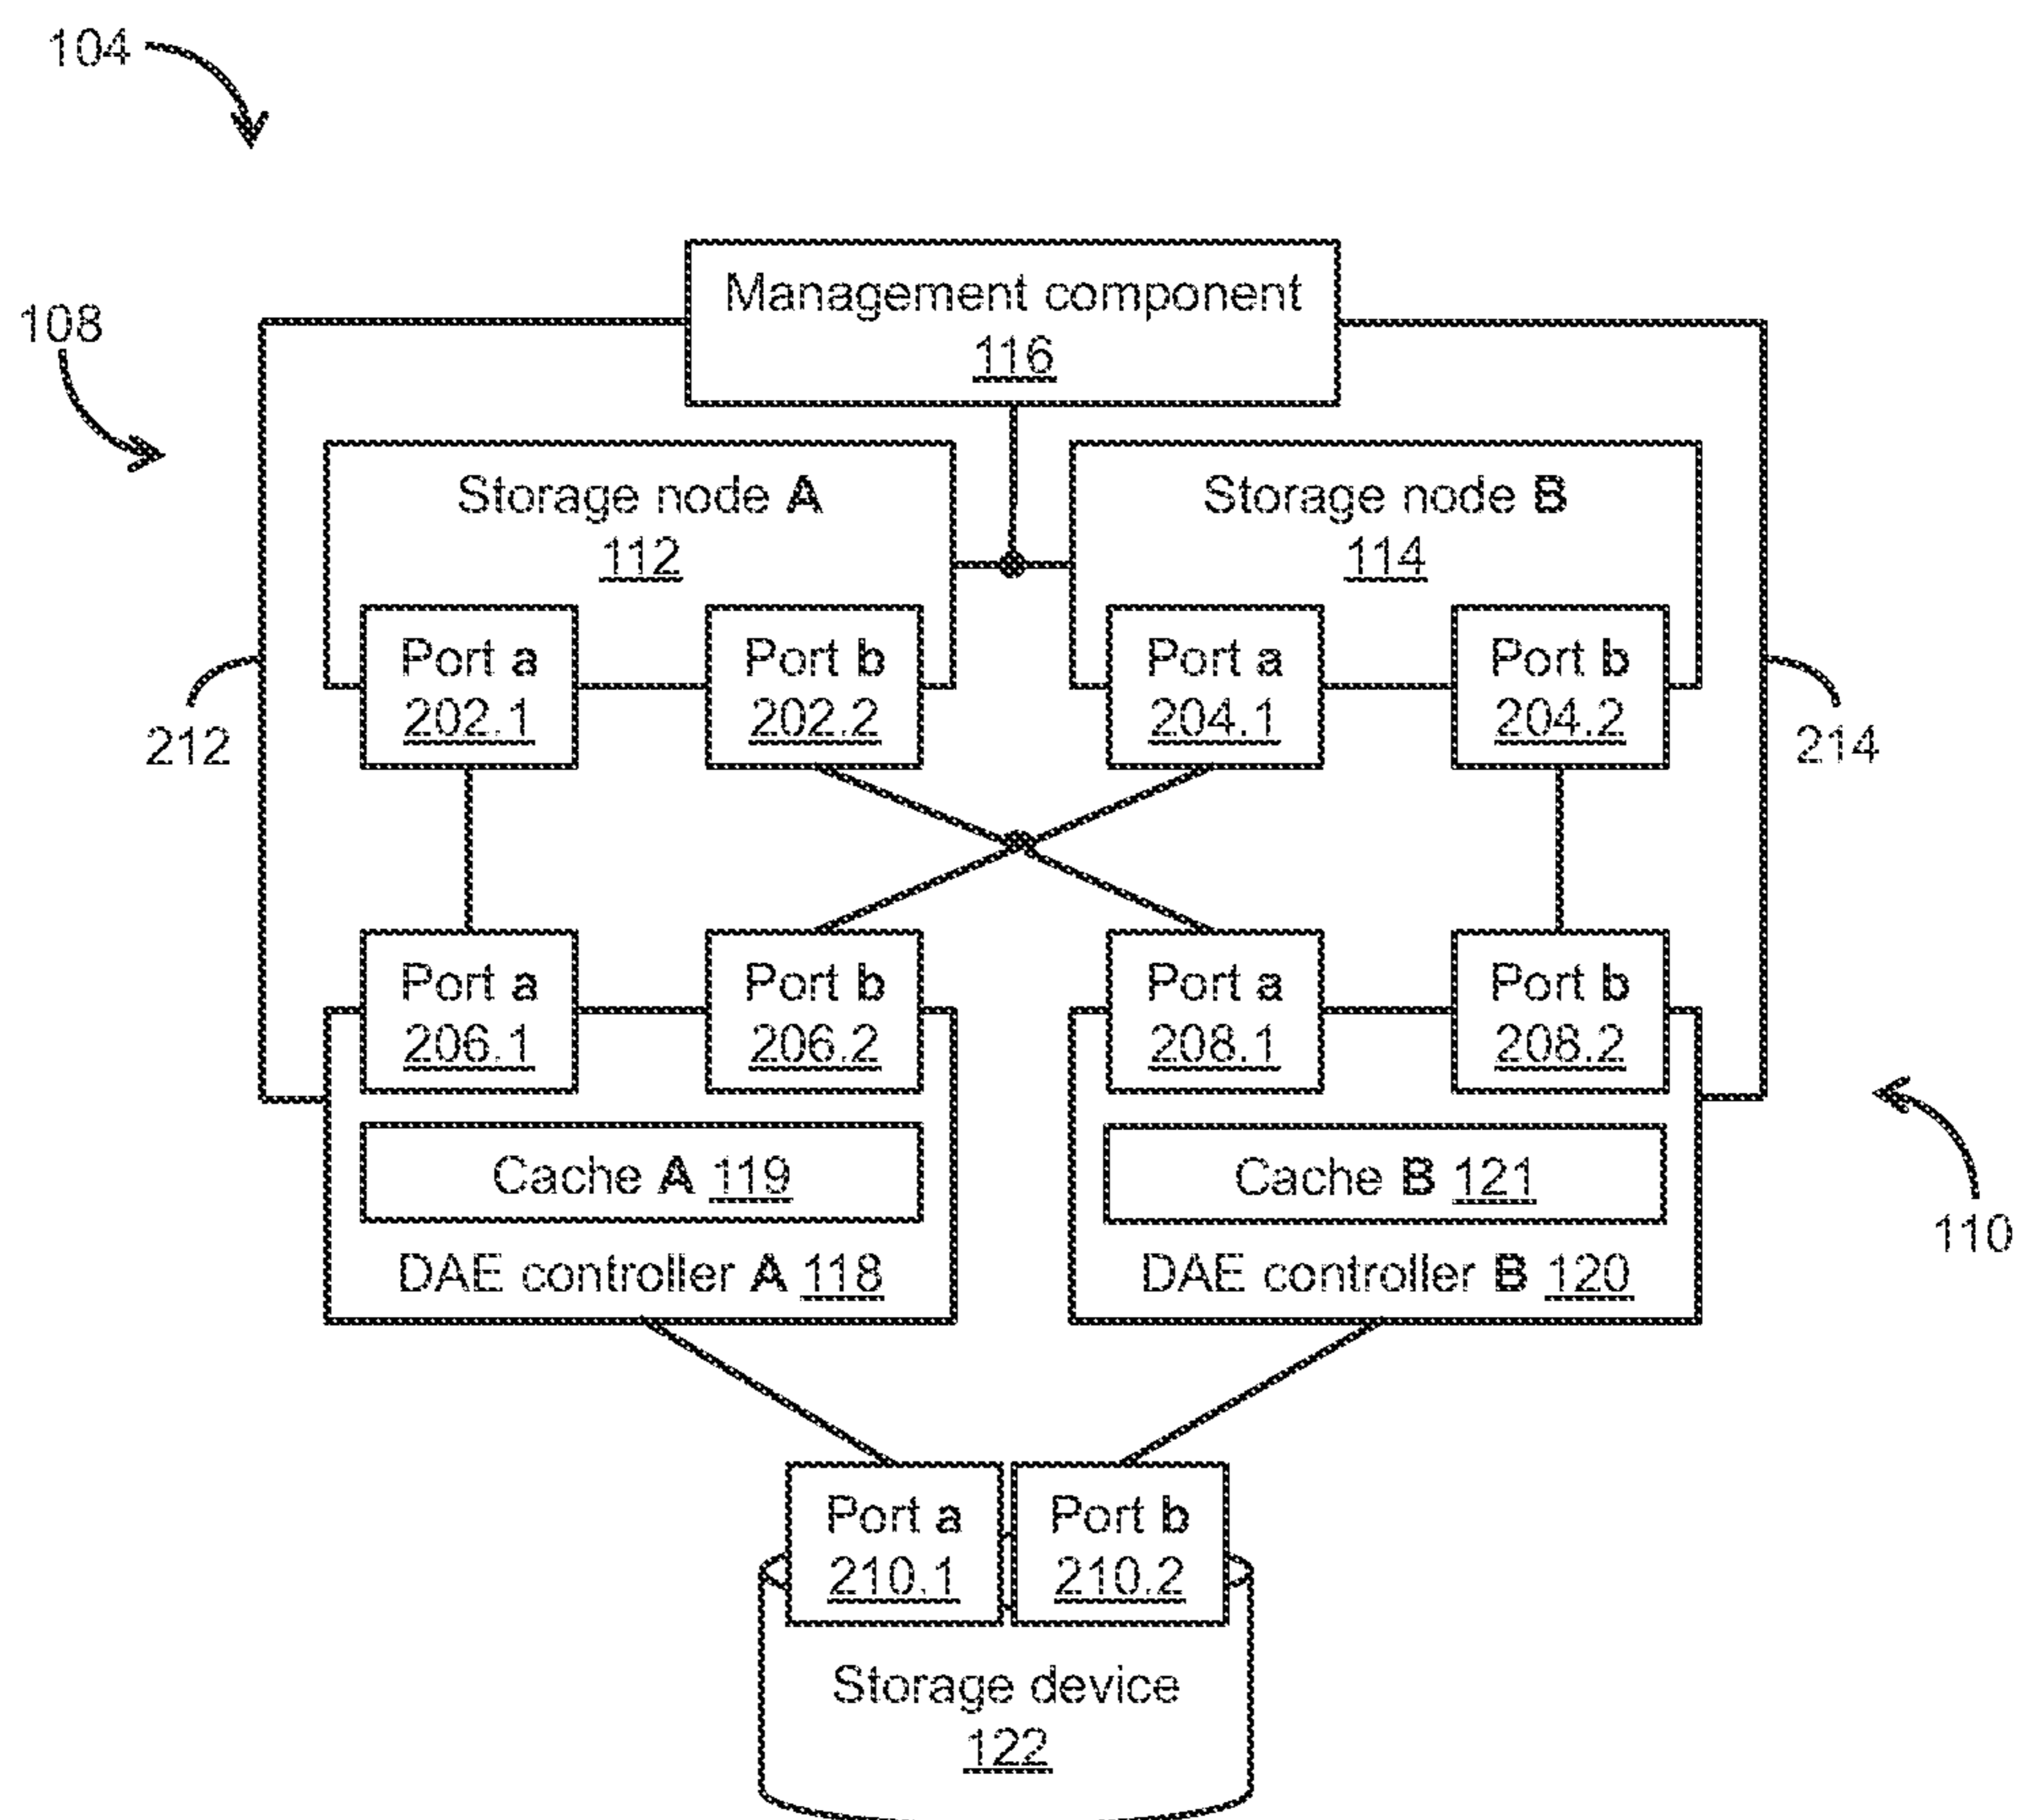 104
Management component
116
108
Storage node A
112
Storage node B
114
Port a
202.1
Port b
202.2
Port a
204.1
Port b
204.2
212
214
Port a
206.1
Port b
206.2
Port a
208.1
Port b
208.2
Cache A 119
Cache B 121
110
DAE controller A 118
DAE controller B 120
Port a
210.1
Port b
210.2
Storage device
122